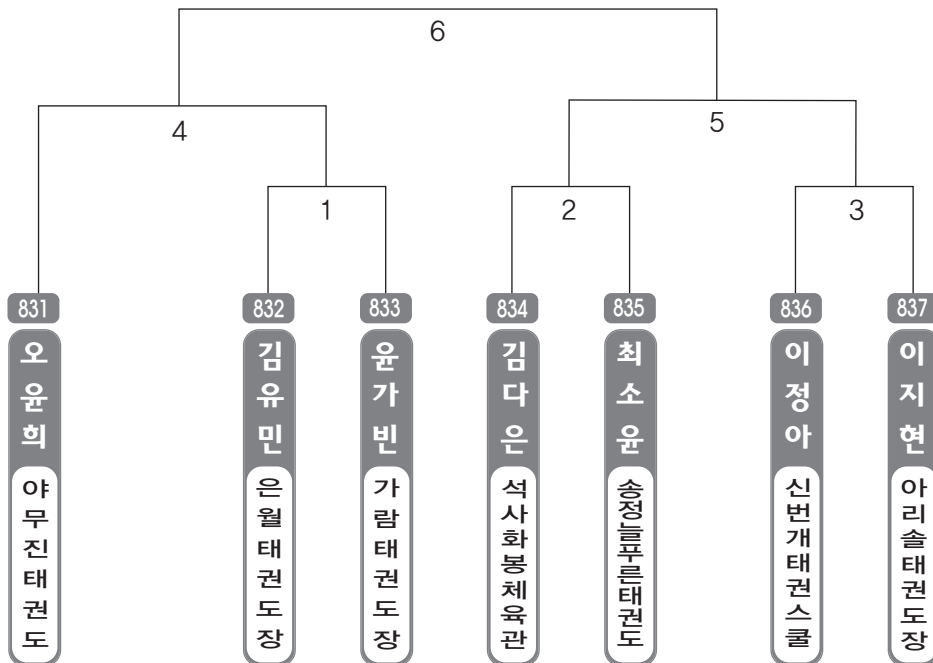 6
4
5
1
2
3
831
832
833
834
835
836
837
오윤희
김유민
윤가빈
김다은
최소윤
이정아
이지현
야무진태권도
은월태권도장
가람태권도장
석사화봉체육관
송정늘푸른태권도
신번개태권스쿨
아리솔태권도장